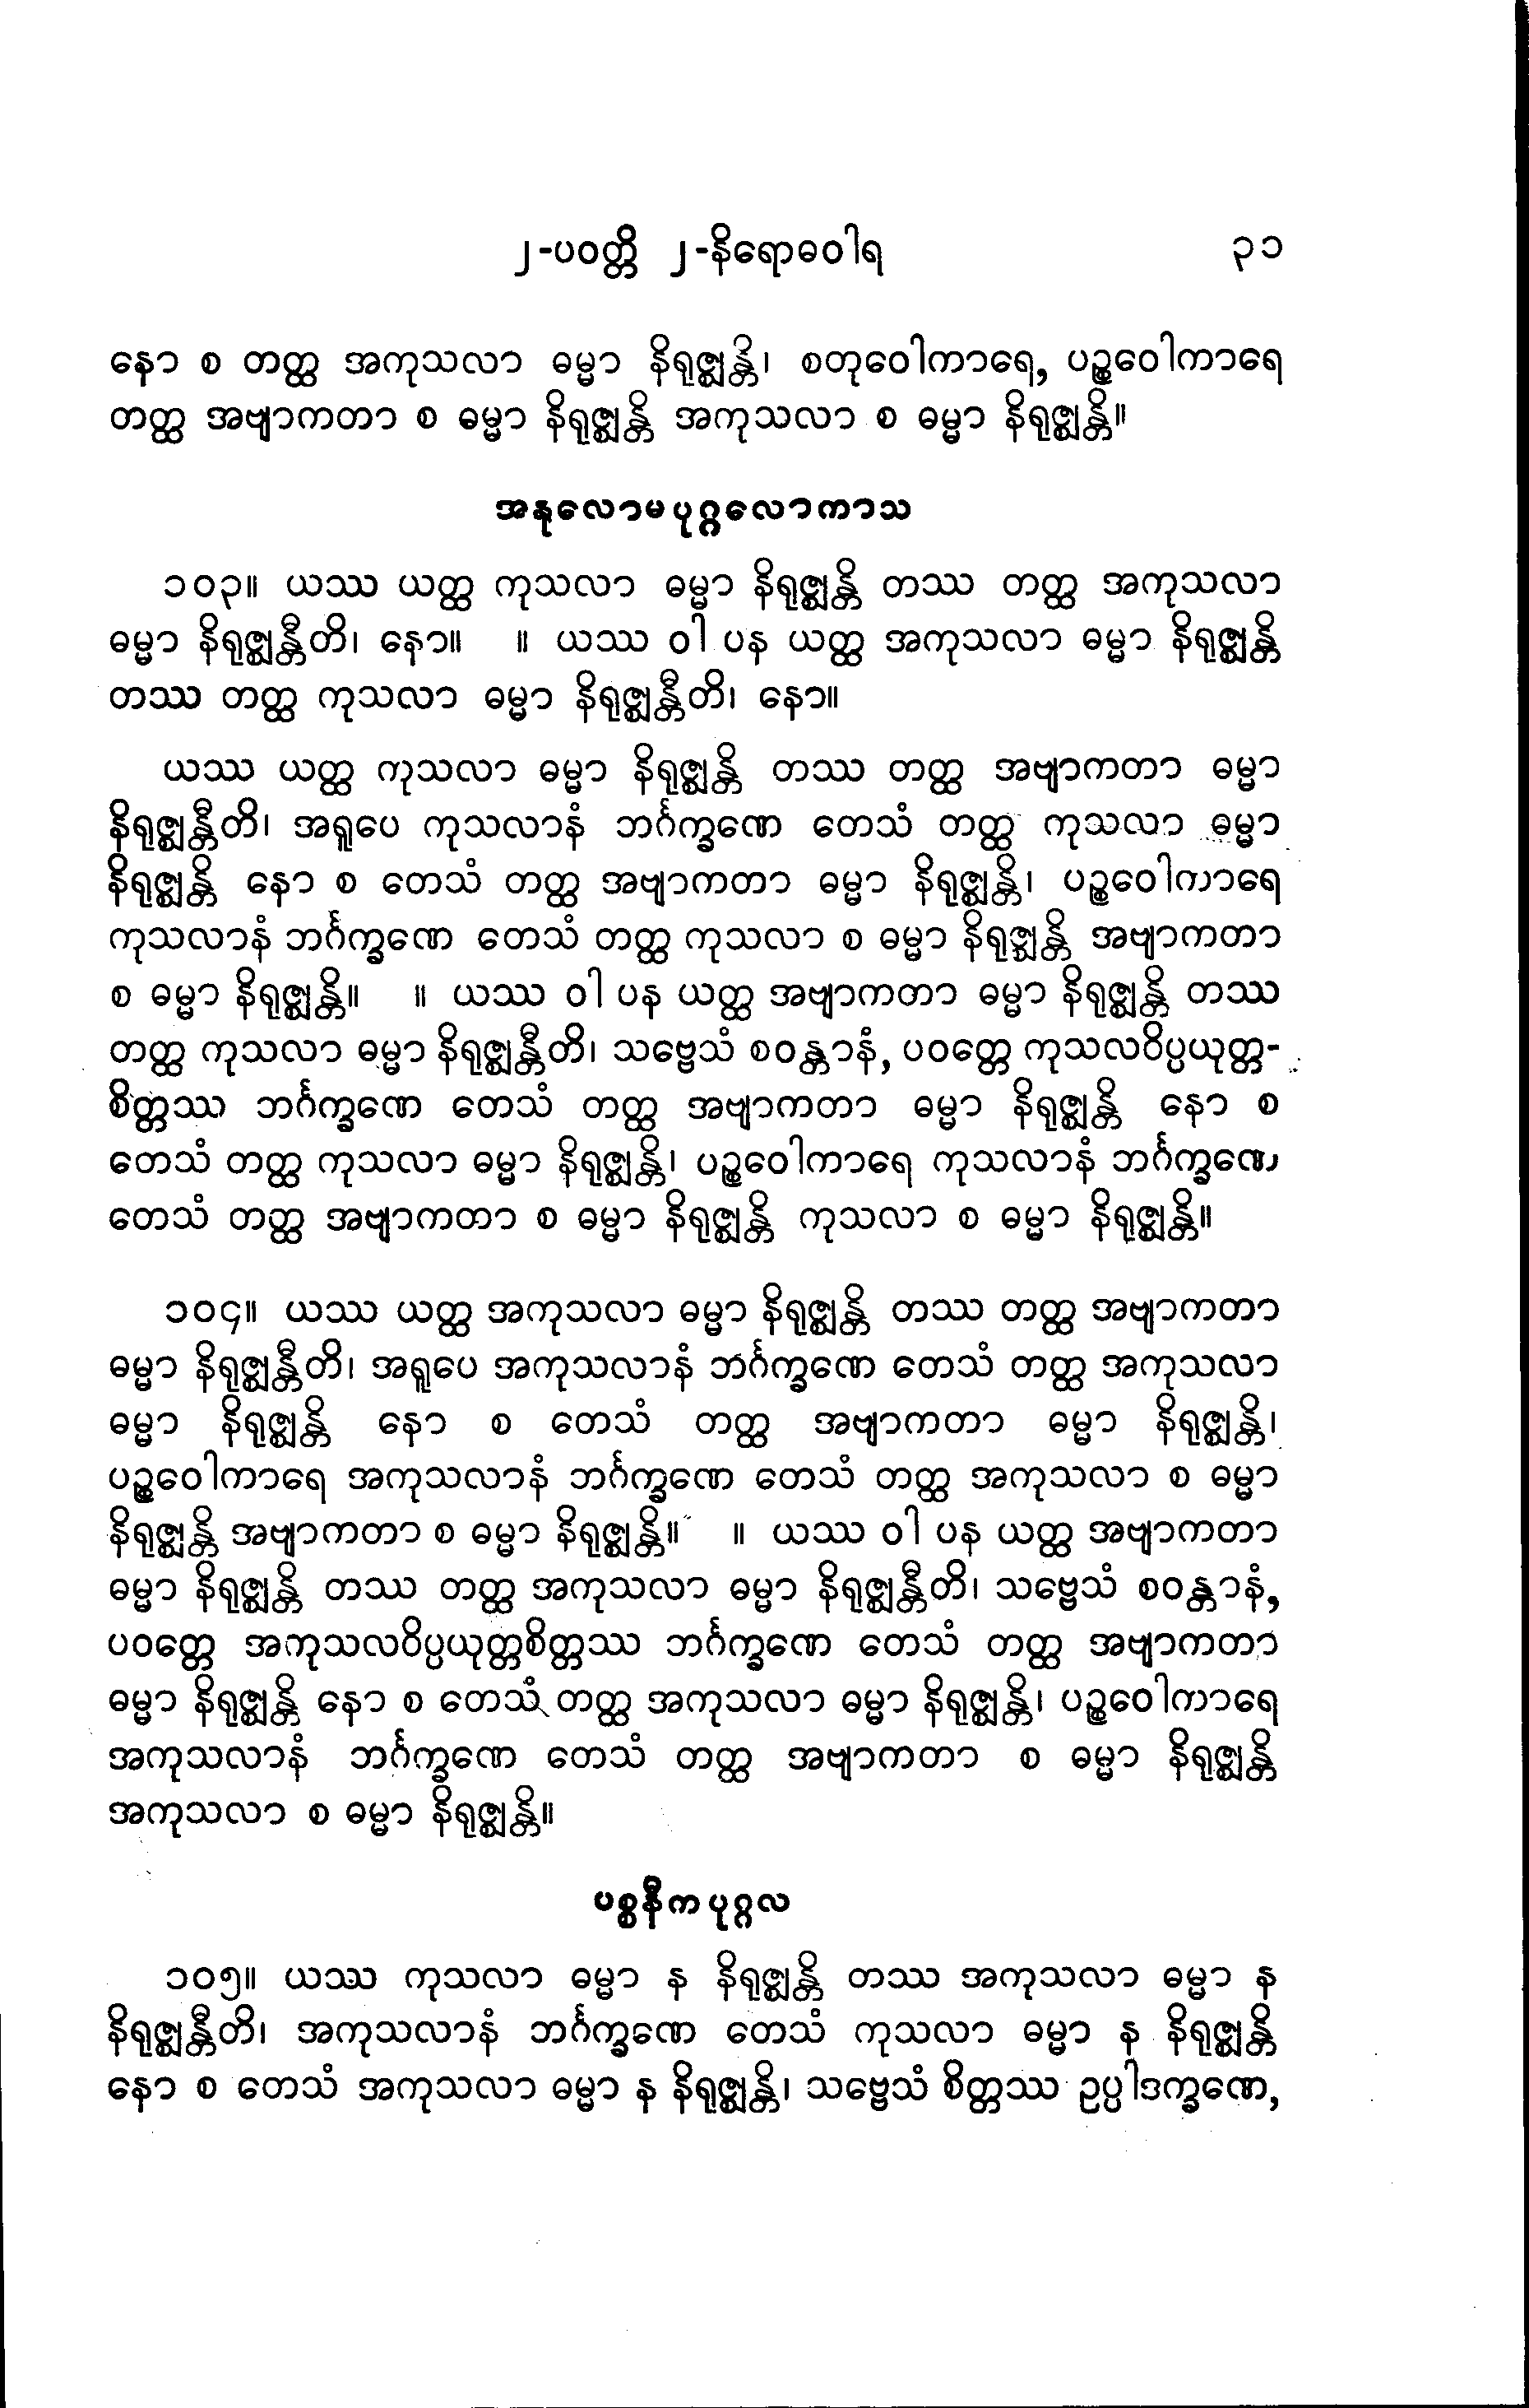 ၂-ပဝတ္တိ ၂-နိရောဓဝါရ ၃၁
နော စ တတ္ထ အကုသလာ ဓမ္မာ နိရုဇ္ဈန္တိ၊ စတုဝေါကာရေ, ပဉ္စဝေါကာရေ
တတ္ထ အဗျာကတာ စ ဓမ္မာ နိရုဇ္ဈန္တိ အကုသလာ စ ဓမ္မာ နိရုဇ္ဈန္တိ။
အနုလောမပုဂ္ဂလောကာသ
၁၀၃။ ယဿ ယတ္ထ ကုသလာ ဓမ္မာ နိရုဇ္ဈန္တိ တဿ တတ္ထ အကုသလာ
ဓမ္မာ နိရုဇ္ဈန္တီတိ၊ နော။ ။ ယဿ ဝါ ပန ယတ္ထ အကုသလာ ဓမ္မာ နိရုဇ္ဈန္တိ
တဿ တတ္ထ ကုသလာ ဓမ္မာ နိရုဇ္ဈန္တီတိ၊ နော။
ယဿ ယတ္ထ ကုသလာ ဓမ္မာ နိရုဇ္ဈန္တိ တဿ တတ္ထ အဗျာကတာ ဓမ္မာ
နိရုဇ္ဈန္တီတိ၊ အရူပေ ကုသလာနံ ဘင်္ဂက္ခဏေ တေသံ တတ္ထ ကုသလာ ဓမ္မာ
နိရုဇ္ဈန္တိ နော စ တေသံ တတ္ထ အဗျာကတာ ဓမ္မာ နိရုဇ္ဈန္တိ၊ ပဉ္စဝေါကာရေ
ကုသလာနံ ဘင်္ဂက္ခဏေ တေသံ တတ္ထ ကုသလာ စ ဓမ္မာ နိရုဇ္ဈန္တိ အဗျာကတာ
စ ဓမ္မာ နိရုဇ္ဈန္တိ။ ။ ယဿ ဝါ ပန ယတ္ထ အဗျာကတာ ဓမ္မာ နိရုဇ္ဈန္တိ တဿ
တတ္ထ ကုသလာ ဓမ္မာ နိရုဇ္ဈန္တီတိ၊ သဗ္ဗေသံ စဝန္တာနံ, ပဝတ္တေ ကုသလဝိပ္ပယုတ္တ-
စိတ္တဿ ဘင်္ဂက္ခဏေ တေသံ တတ္ထ အဗျာကတာ ဓမ္မာ နိရုဇ္ဈန္တိ နော စ
တေသံ တတ္ထ ကုသလာ ဓမ္မာ နိရုဇ္ဈန္တိ၊ ပဉ္စဝေါကာရေ ကုသလာနံ ဘင်္ဂက္ခဏေ
တေသံ တတ္ထ အဗျာကတာ စ ဓမ္မာ နိရုဇ္ဈန္တိ ကုသလာ စ ဓမ္မာ နိရုဇ္ဈန္တိ။
၁၀၄။ ယဿ ယတ္ထ အကုသလာ ဓမ္မာ နိရုဇ္ဈန္တိ တဿ တတ္ထ အဗျာကတာ
ဓမ္မာ နိရုဇ္ဈန္တီတိ၊ အရူပေ အကုသလာနံ ဘင်္ဂက္ခဏေ တေသံ တတ္ထ အကုသလာ
ဓမ္မာ နိရုဇ္ဈန္တိ နော စ တေသံ တတ္ထ အဗျာကတာ ဓမ္မာ နိရုဇ္ဈန္တိ၊
ပဉ္စဝေါကာရေ အကုသလာနံ ဘင်္ဂက္ခဏေ တေသံ တတ္ထ အကုသလာ စ ဓမ္မာ
နိရုဇ္ဈန္တိ အဗျာကတာ စ ဓမ္မာ နိရုဇ္ဈန္တိ။ ။ ယဿ ဝါ ပန ယတ္ထ အဗျာကတာ
ဓမ္မာ နိရုဇ္ဈန္တိ တဿ တတ္ထ အကုသလာ ဓမ္မာ နိရုဇ္ဈန္တီတိ၊ သဗ္ဗေသံ စဝန္တာနံ,
ပဝတ္တေ အကုသလဝိပ္ပယုတ္တစိတ္တဿ ဘင်္ဂက္ခဏေ တေသံ တတ္ထ အဗျာကတာ
ဓမ္မာ နိရုဇ္ဈန္တိ နော စ တေသံ တတ္ထ အကုသလာ ဓမ္မာ နိရုဇ္ဈန္တိ၊ ပဉ္စဝေါကာရေ
အကုသလာနံ ဘင်္ဂက္ခဏေ တေသံ တတ္ထ အဗျာကတာ စ ဓမ္မာ နိရုဇ္ဈန္တိ
အကုသလာ စ ဓမ္မာ နိရုဇ္ဈန္တိ။
ပစ္စနီကပုဂ္ဂလ
၁၀၅။ ယဿ ကုသလာ ဓမ္မာ န နိရုဇ္ဈန္တိ တဿ အကုသလာ ဓမ္မာ န
နိရုဇ္ဈန္တီတိ၊ အကုသလာနံ ဘင်္ဂက္ခဏေ တေသံ ကုသလာ ဓမ္မာ န နိရုဇ္ဈန္တိ
နော စ တေသံ အကုသလာ ဓမ္မာ န နိရုဇ္ဈန္တိ၊ သဗ္ဗေသံ စိတ္တဿ ဥပ္ပါဒက္ခဏေ,